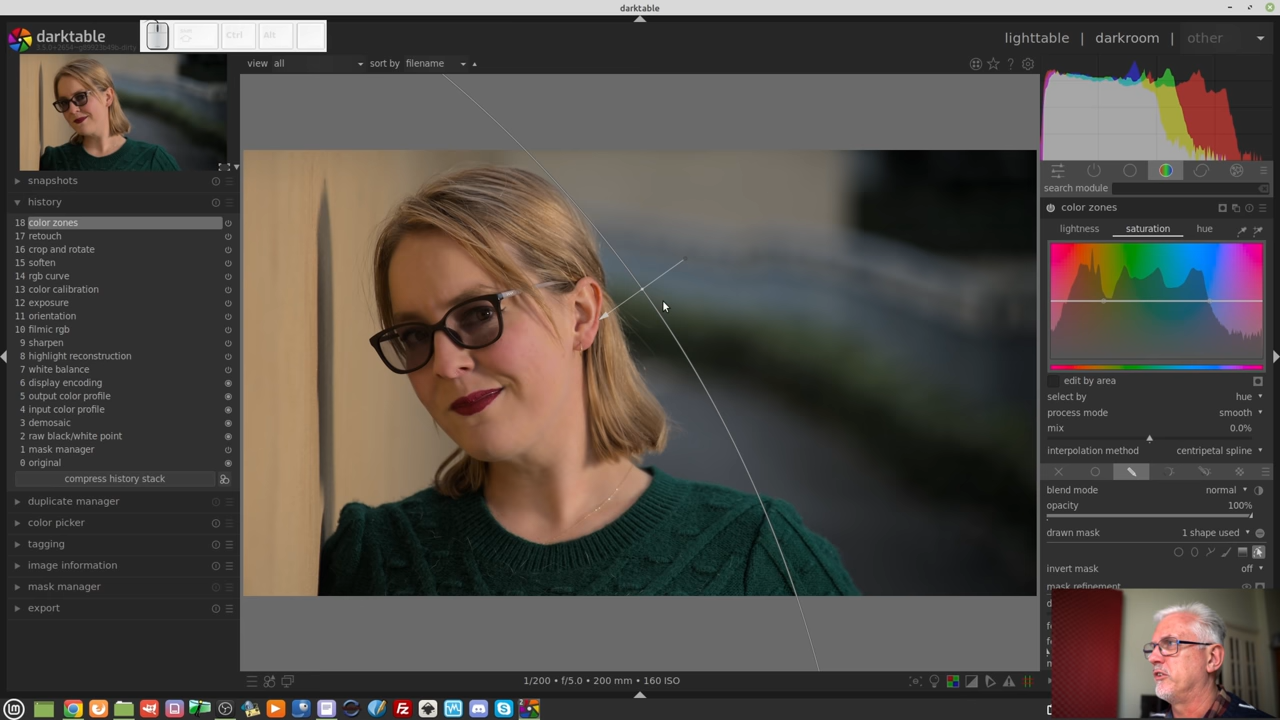 darktable
darktable
Ctrl
Alt
lighttable | darkroom | other
view all
sort by filename
snapshots
history
18 color zones
17 retouch
16 crop and rotate
15 soften
14 rgb curve
13 color calibration
12 exposure
11 orientation
10 filmic rgb
9 sharpen
8 highlight reconstruction
7 white balance
6 display encoding
5 output color profile
4 input color profile
3 demosaic
2 raw black/white point
1 mask manager
0 original
compress history stack
duplicate manager
color picker
tagging
image information
mask manager
export
1/200 • f/5.0 • 200 mm • 160 ISO
search module
color zones
lightness saturation hue
edit by area
select by hue
process mode smooth
mix 0.0%
interpolation method centripetal spline
blend mode normal
opacity 100%
drawn mask 1 shape used
invert mask off
mask refinement